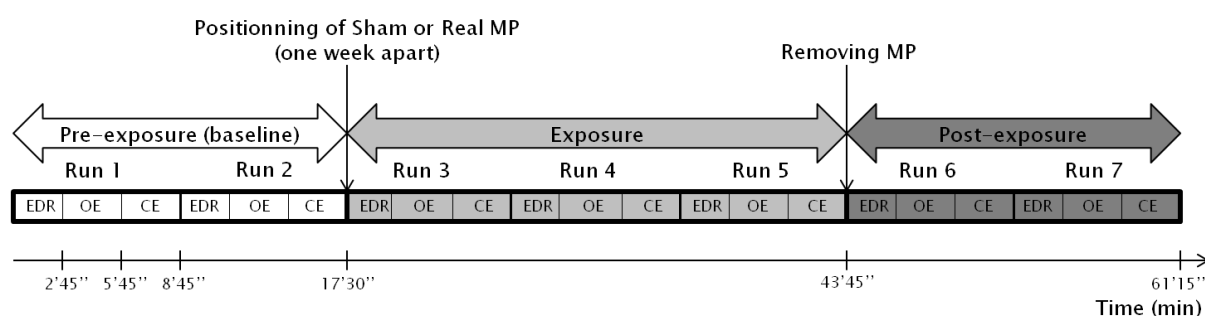 Positionning of Sham or Real MP
(one week apart)
Removing MP
Pre-exposure (baseline)
Exposure
Post-exposure
Run 1 Run 2 Run 3 Run 4 Run 5 Run 6 Run 7
EDR OE CE EDR OE CE EDR OE CE EDR OE CE EDR OE CE EDR OE CE EDR OE CE
2'45'' 5'45'' 8'45'' 17'30'' 43'45'' 61'15''
Time (min)